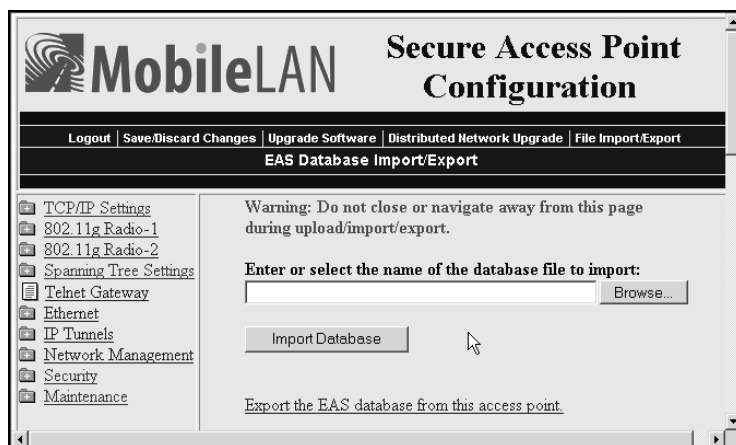 MobileLAN
Secure Access Point
Configuration
Logout | Save/Discard Changes | Upgrade Software | Distributed Network Upgrade | File Import/Export
EAS Database Import/Export
TCP/IP Settings
802.11g Radio-1
802.11g Radio-2
Spanning Tree Settings
Telnet Gateway
Ethernet
IP Tunnels
Network Management
Security
Maintenance
Warning: Do not close or navigate away from this page
during upload/import/export.
Enter or select the name of the database file to import:
Browse...
Import Database
Export the EAS database from this access point.